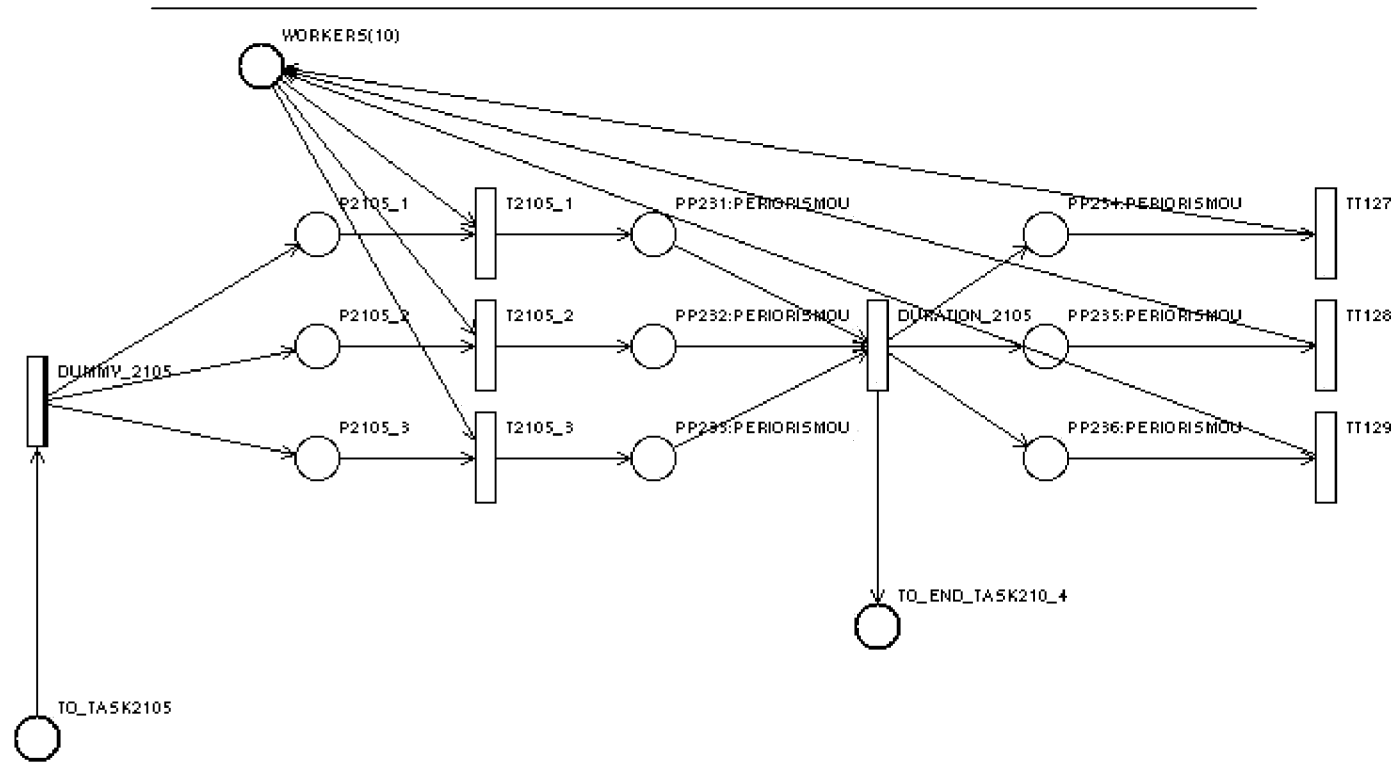 WORKERS(10)
P2105_1
T2105_1
PP231:PERIORISMOU
PP234:PERIORISMOU
TT127
P2105_2
T2105_2
PP232:PERIORISMOU
DURATION_2105
PP235:PERIORISMOU
TT128
DUMMY_2105
P2105_3
T2105_3
PP233:PERIORISMOU
PP236:PERIORISMOU
TT129
TO_END_TASK210_4
TO_TASK2105